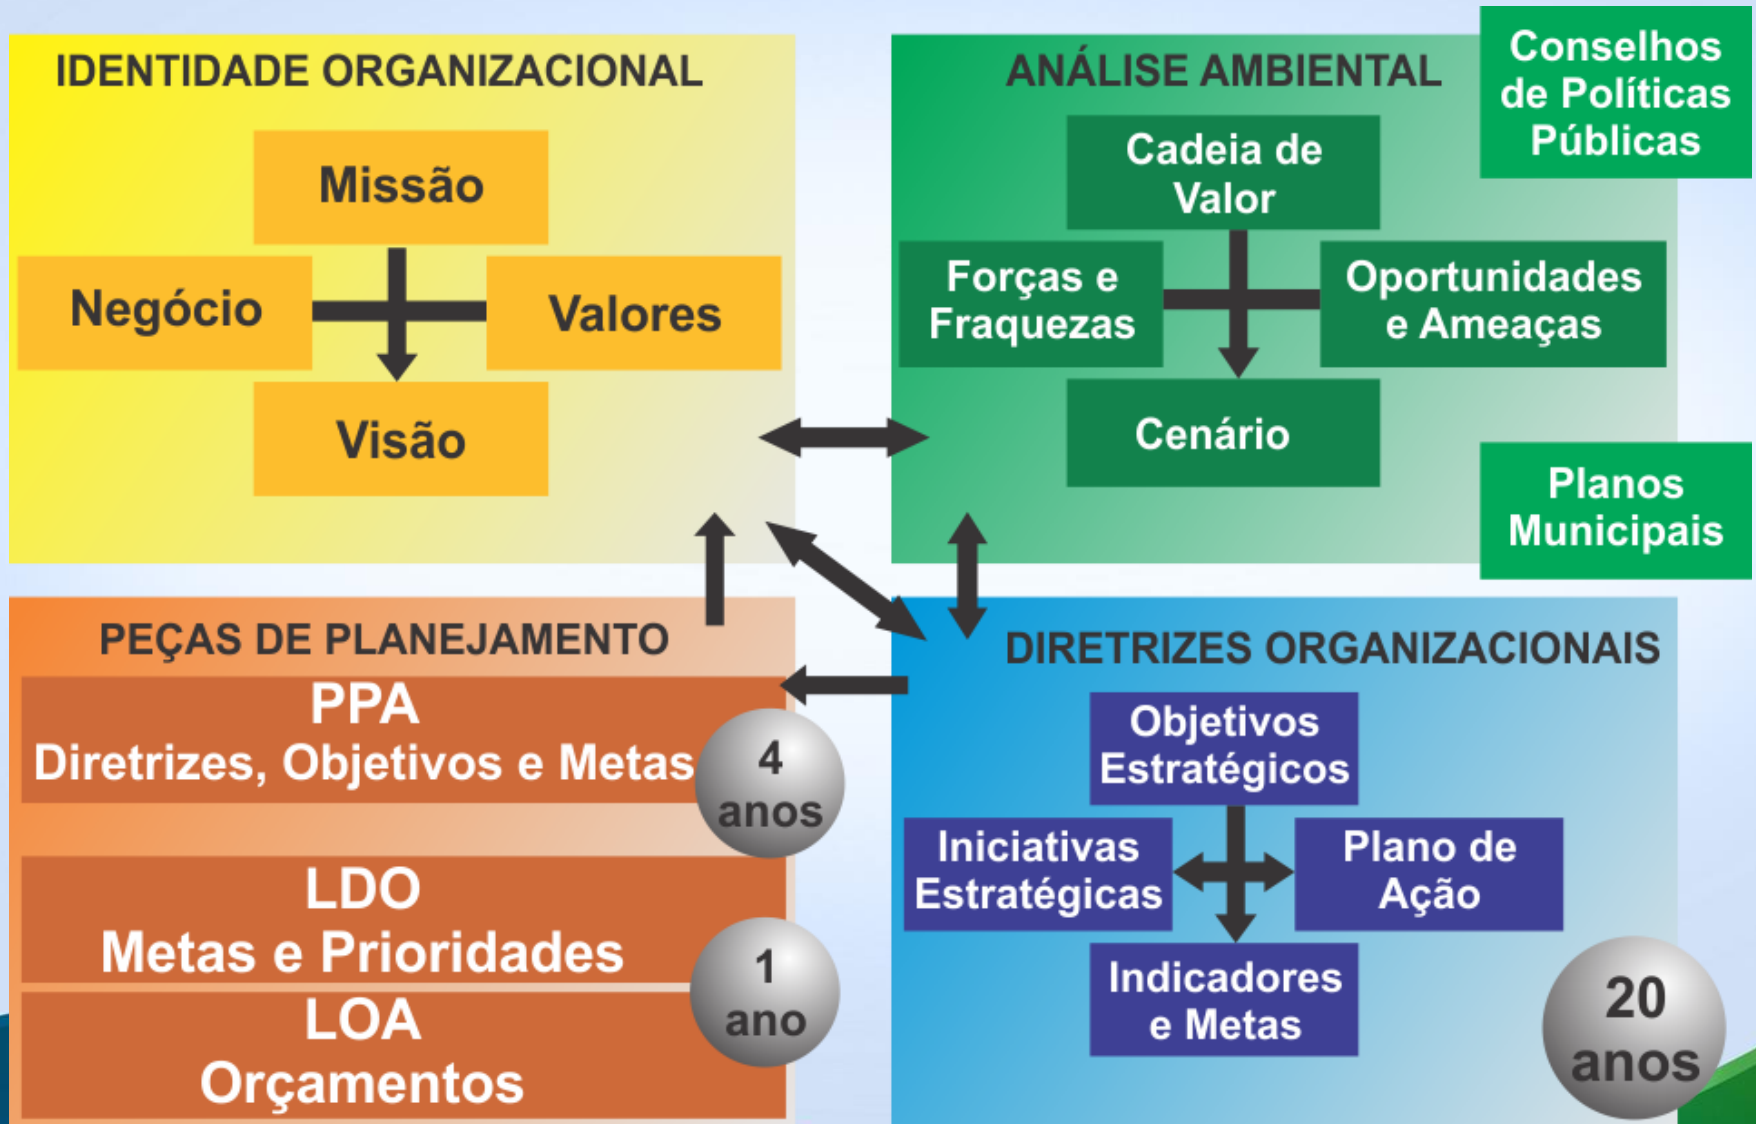 IDENTIDADE ORGANIZACIONAL
Missão
Negócio
Valores
Visão
ANÁLISE AMBIENTAL
Conselhos
de Políticas
Públicas
Cadeia de
Valor
Forças e
Fraquezas
Oportunidades
e Ameaças
Cenário
Planos
Municipais
PEÇAS DE PLANEJAMENTO
PPA
Diretrizes, Objetivos e Metas
4
anos
LDO
Metas e Prioridades
1
ano
LOA
Orçamentos
DIRETRIZES ORGANIZACIONAIS
Objetivos
Estratégicos
Iniciativas
Estratégicas
Plano de
Ação
Indicadores
e Metas
20
anos